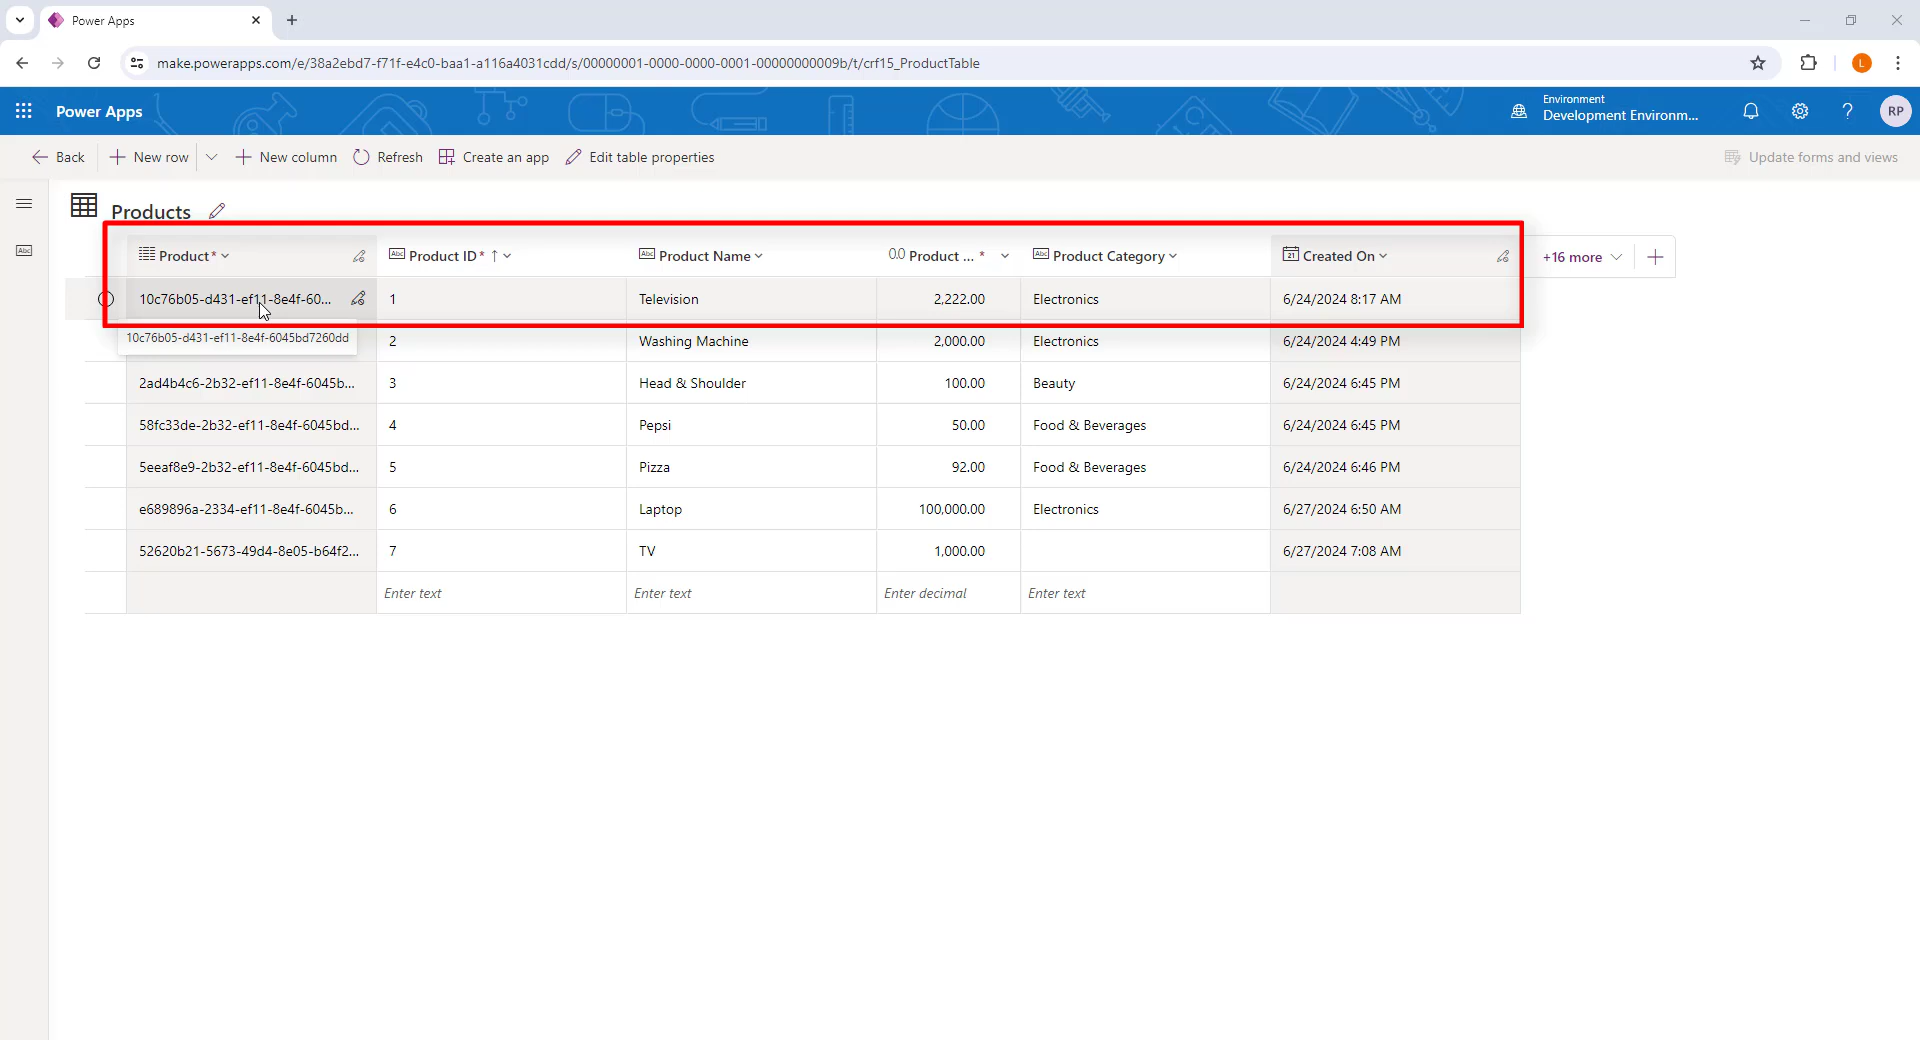 Power Apps
make.powerapps.com/e/38a2ebd7-f71f-e4c0-baa1-a116a4031cdd/s/00000001-0000-0000-0001-00000000009b/t/crf15_ProductTable
L
Power Apps
Environment
Development Environm...
?
RP
Back
New row
New column
Refresh
Create an app
Edit table properties
Update forms and views
Products
Abc
Product*
Abc Product ID*
Abc Product Name
0.0 Product ... *
Abc Product Category
21 Created On
+16 more
10c76b05-d431-ef11-8e4f-60... 1 Television 2,222.00 Electronics 6/24/2024 8:17 AM
10c76b05-d431-ef11-8e4f-6045bd7260dd 2 Washing Machine 2,000.00 Electronics 6/24/2024 4:49 PM
2ad4b4c6-2b32-ef11-8e4f-6045b... 3 Head & Shoulder 100.00 Beauty 6/24/2024 6:45 PM
58fc33de-2b32-ef11-8e4f-6045bd... 4 Pepsi 50.00 Food & Beverages 6/24/2024 6:45 PM
5eeaf8e9-2b32-ef11-8e4f-6045bd... 5 Pizza 92.00 Food & Beverages 6/24/2024 6:46 PM
e689896a-2334-ef11-8e4f-6045b... 6 Laptop 100,000.00 Electronics 6/27/2024 6:50 AM
52620b21-5673-49d4-8e05-b64f2... 7 TV 1,000.00 6/27/2024 7:08 AM
Enter text Enter text Enter decimal Enter text